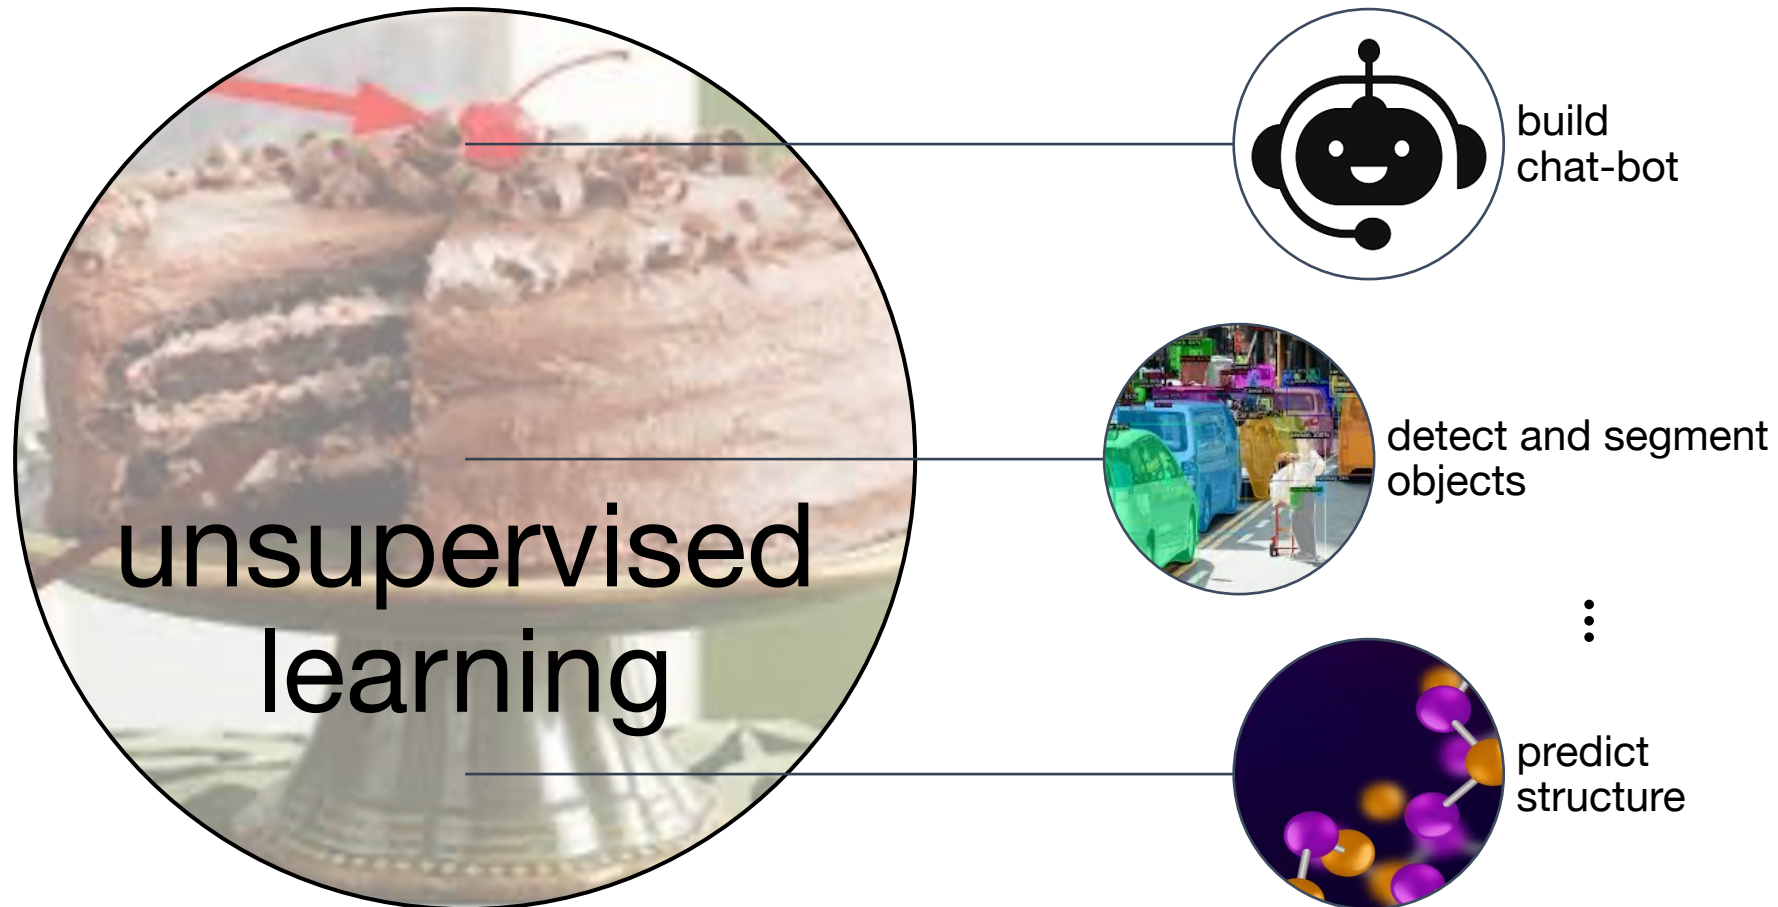 unsupervised
learning
build
chat-bot
detect and segment
objects
predict
structure